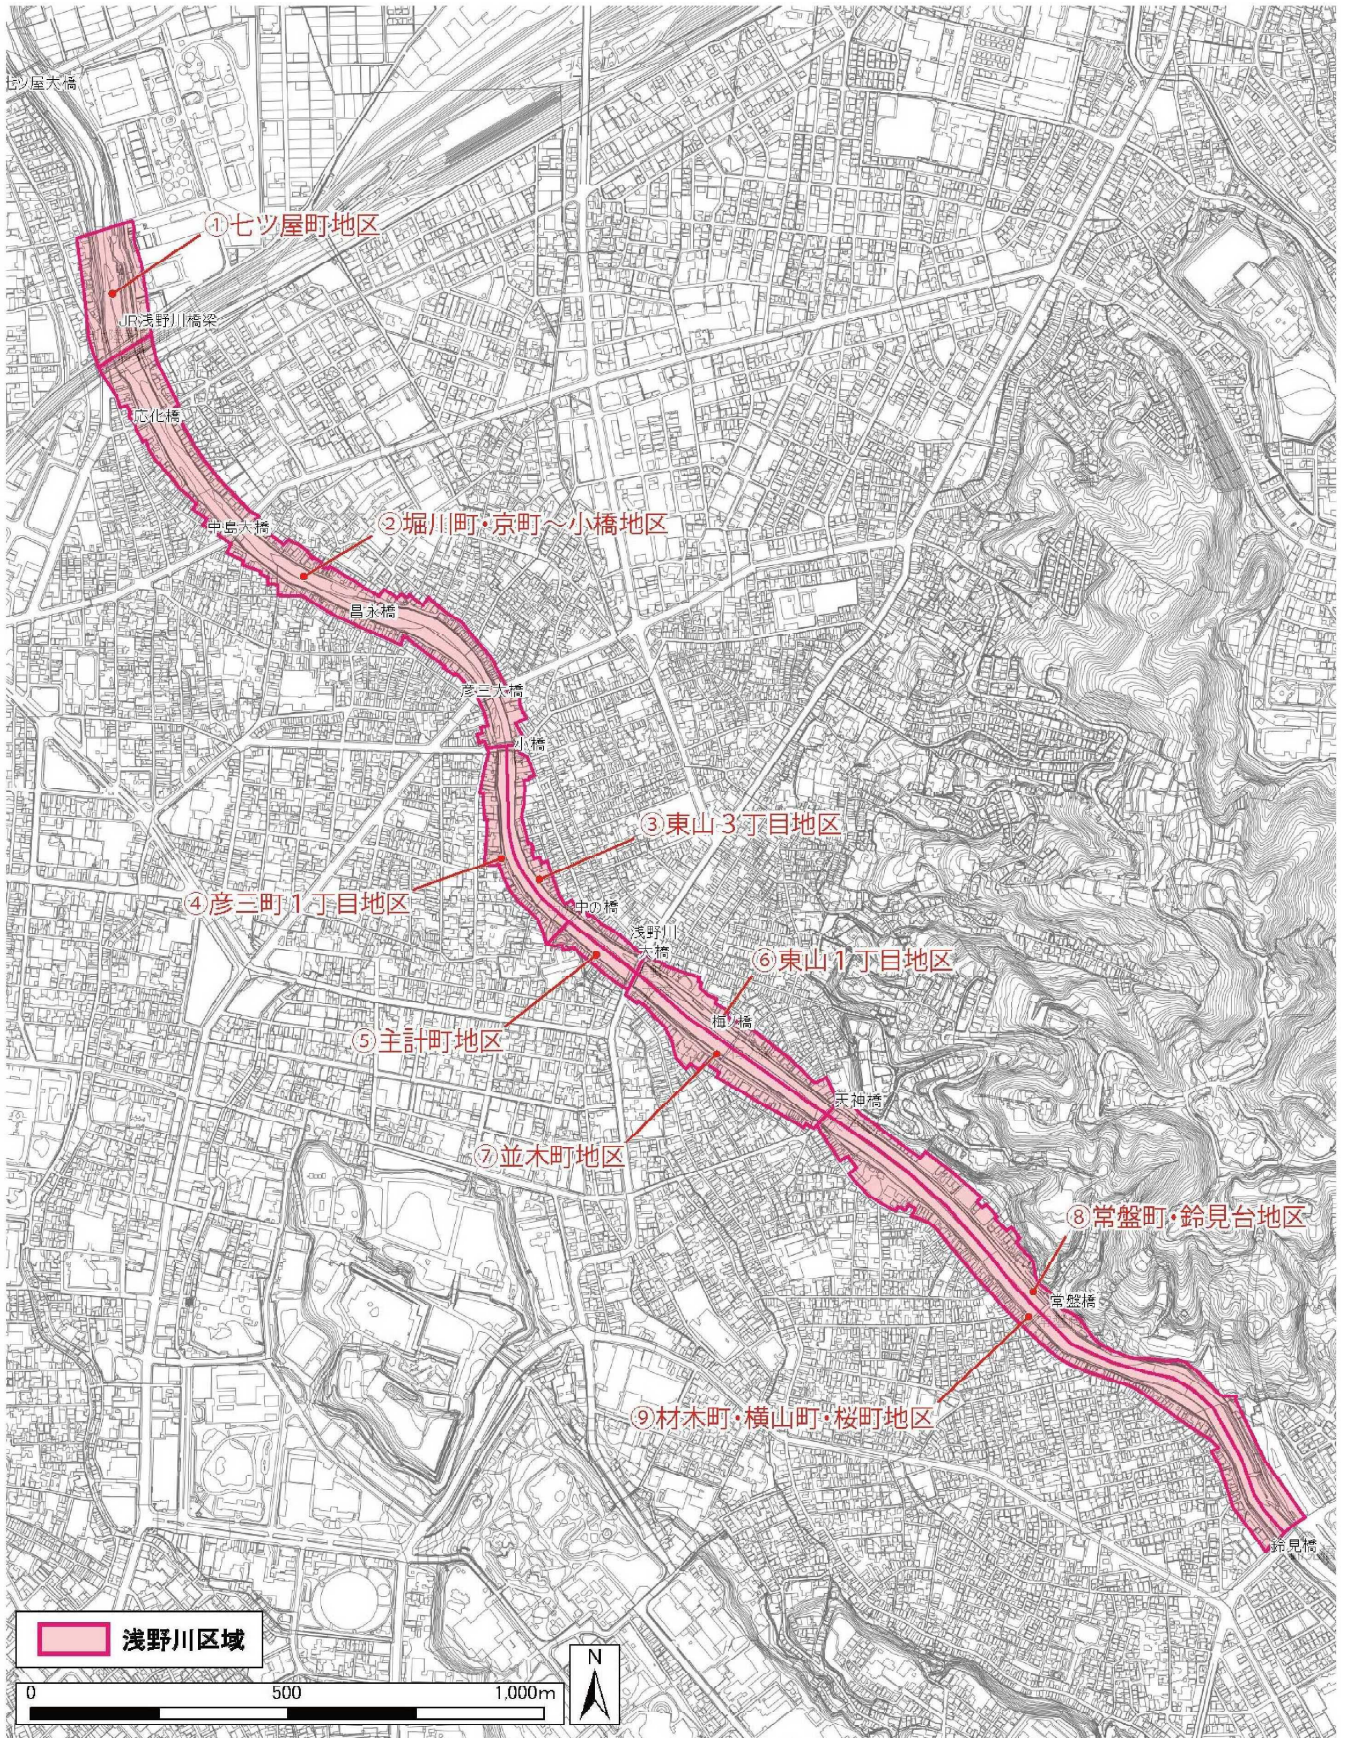 七ツ屋大橋
①七ツ屋町地区
JR浅野川橋梁
応化橋
中島大橋
②堀川町・京町～小橋地区
昌永橋
彦三大橋
小橋
③東山３丁目地区
④彦三町１丁目地区
中の橋
浅野川
大橋
⑥東山１丁目地区
梅ノ橋
⑤主計町地区
天神橋
⑦並木町地区
⑧常盤町・鈴見台地区
常盤橋
⑨材木町・横山町・桜町地区
鈴見橋
浅野川区域
N
0 500 1,000m